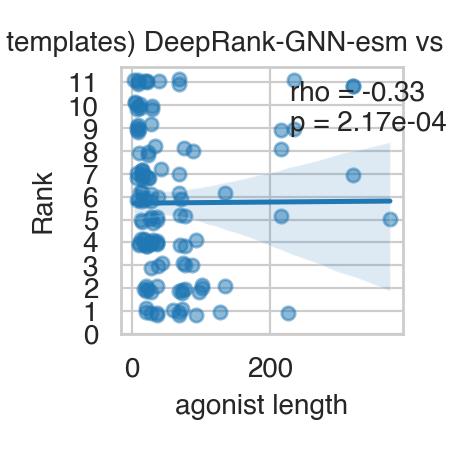 templates) DeepRank-GNN-esm vs
rho = -0.33
p = 2.17e-04
Rank
11
10
9
8
7
6
5
4
3
2
1
0
0 200
agonist length